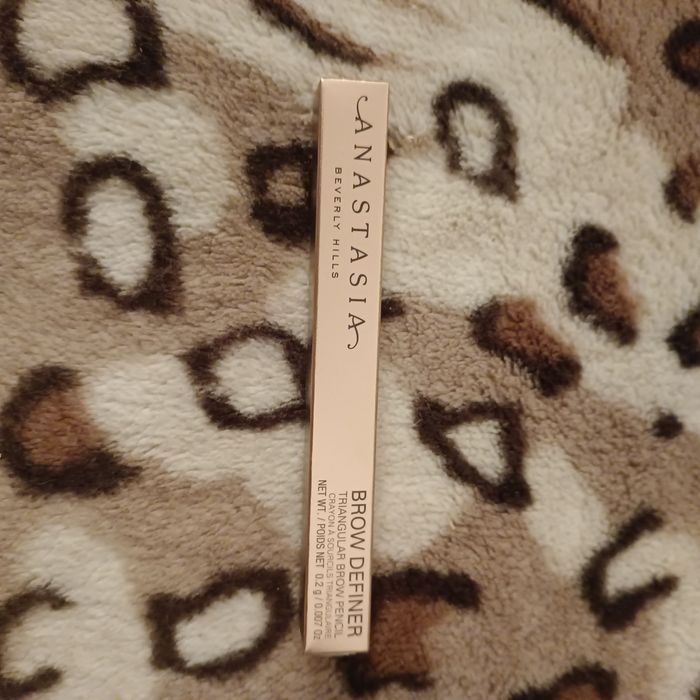 ANASTASIA
BEVERLY HILLS
BROW DEFINER
TRIANGULAR BROW PENCIL
CRAYON À SOURCILS TRIANGULAIRE
NET WT. / POIDS NET 0.2 g / 0.007 Oz